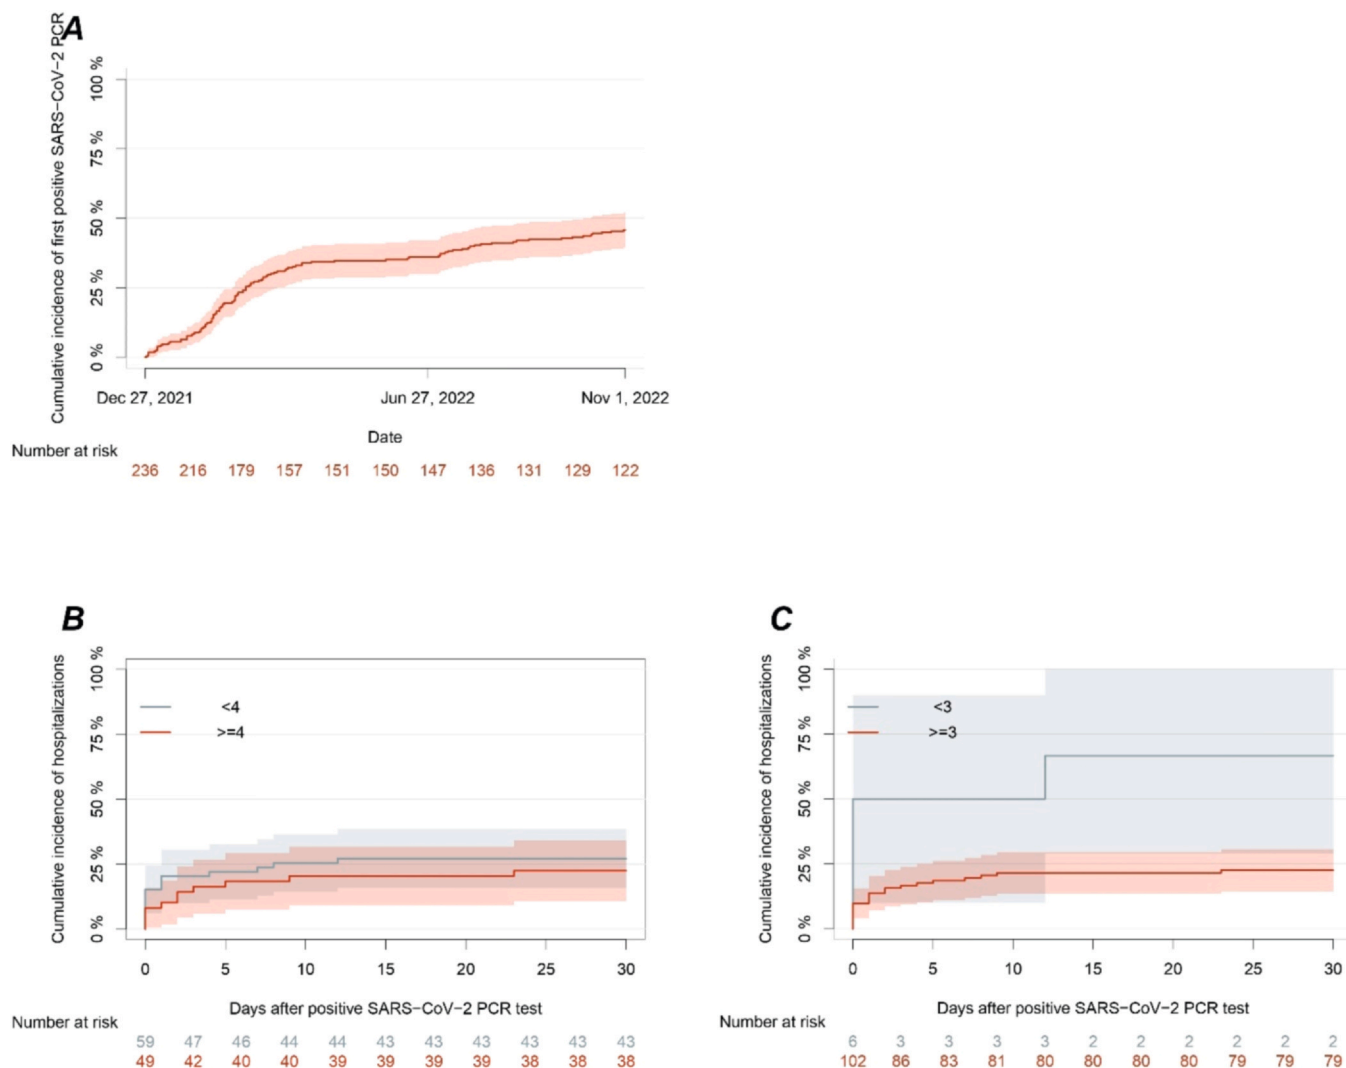 A
Cumulative incidence of first positive SARS−CoV−2 PCR
100 %
75 %
50 %
25 %
0 %
Dec 27, 2021 Jun 27, 2022 Nov 1, 2022
Date
Number at risk
236 216 179 157 151 150 147 136 131 129 122
B
Cumulative incidence of hospitalizations
100 %
75 %
50 %
25 %
0 %
<4
>=4
0 5 10 15 20 25 30
Days after positive SARS−CoV−2 PCR test
Number at risk
59 47 46 44 44 43 43 43 43 43 43
49 42 40 40 39 39 39 39 38 38 38
C
Cumulative incidence of hospitalizations
100 %
75 %
50 %
25 %
0 %
<3
>=3
0 5 10 15 20 25 30
Days after positive SARS−CoV−2 PCR test
Number at risk
6 3 3 3 3 2 2 2 2 2 2
102 86 83 81 80 80 80 80 79 79 79